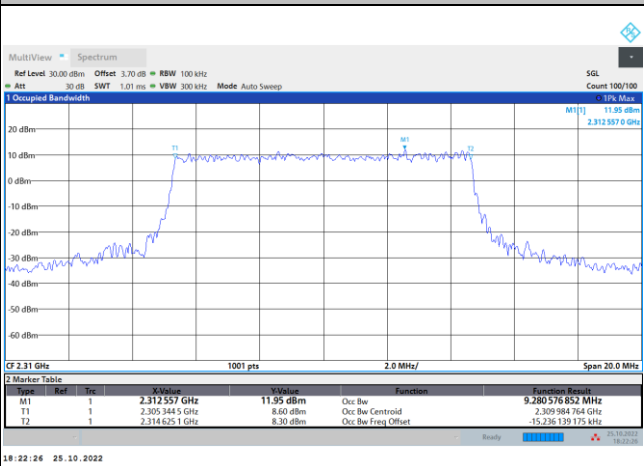 MultiView Spectrum
Ref Level 30.00 dBm Offset 3.70 dB RBW 100 kHz SGL
Att 30 dB SWT 1.01 ms VBW 300 kHz Mode Auto Sweep Count 100/100
1 Occupied Bandwidth 1Pk Max
M1[1] 11.95 dBm
2.312 557 0 GHz
20 dBm
M1
T1 T2
10 dBm
0 dBm
-10 dBm
-20 dBm
-30 dBm
-40 dBm
-50 dBm
-60 dBm
CF 2.31 GHz 1001 pts 2.0 MHz/ Span 20.0 MHz
2 Marker Table
Type Ref Trc X-Value Y-Value Function Function Result
M1 1 2.312 557 GHz 11.95 dBm Occ Bw 9.280 576 852 MHz
T1 1 2.305 344 5 GHz 8.60 dBm Occ Bw Centroid 2.309 984 764 GHz
T2 1 2.314 625 1 GHz 8.30 dBm Occ Bw Freq Offset -15.236 139 175 kHz
Ready 25.10.2022
18:22:26
18:22:26 25.10.2022